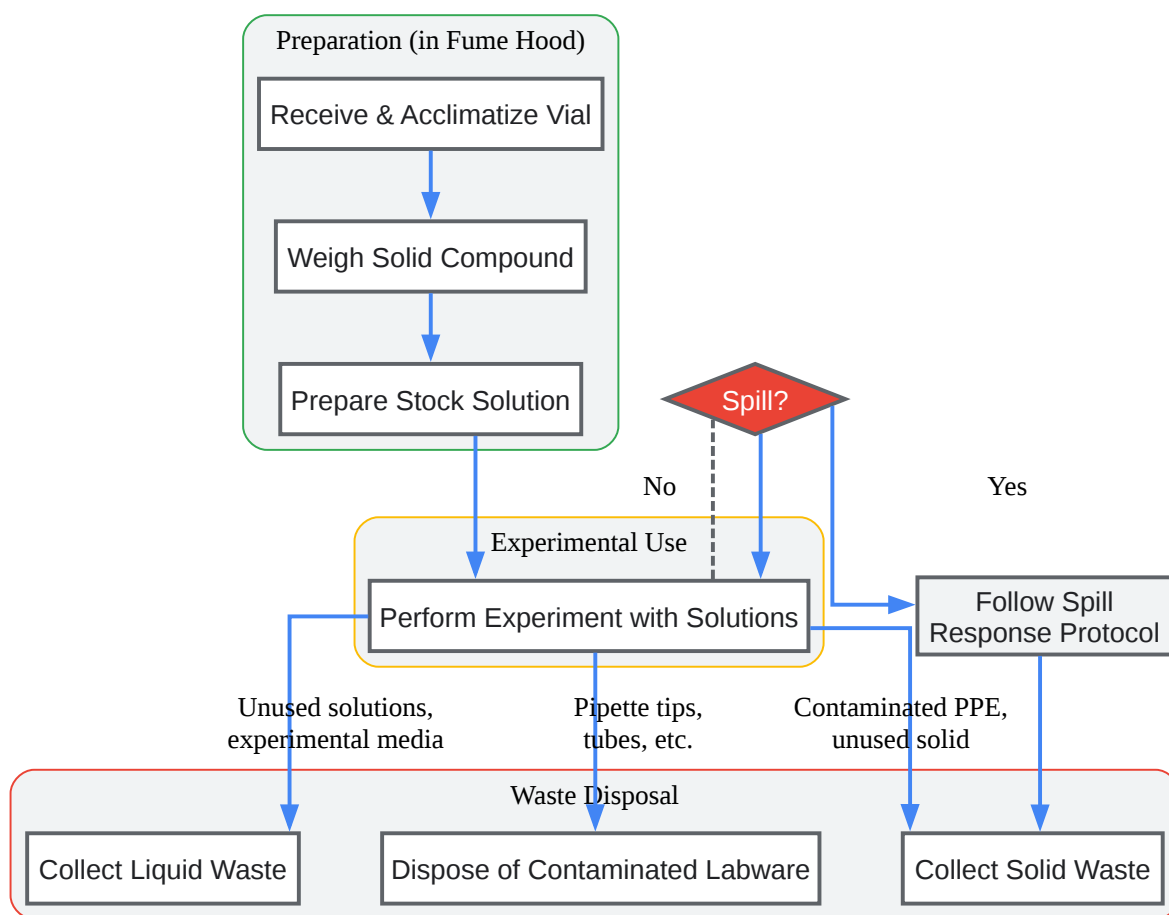 Preparation (in Fume Hood)
Receive & Acclimatize Vial
Weigh Solid Compound
Prepare Stock Solution
Spill?
No
Yes
Experimental Use
Perform Experiment with Solutions
Follow Spill
Response Protocol
Unused solutions,
experimental media
Pipette tips,
tubes, etc.
Contaminated PPE,
unused solid
Waste Disposal
Collect Liquid Waste
Dispose of Contaminated Labware
Collect Solid Waste